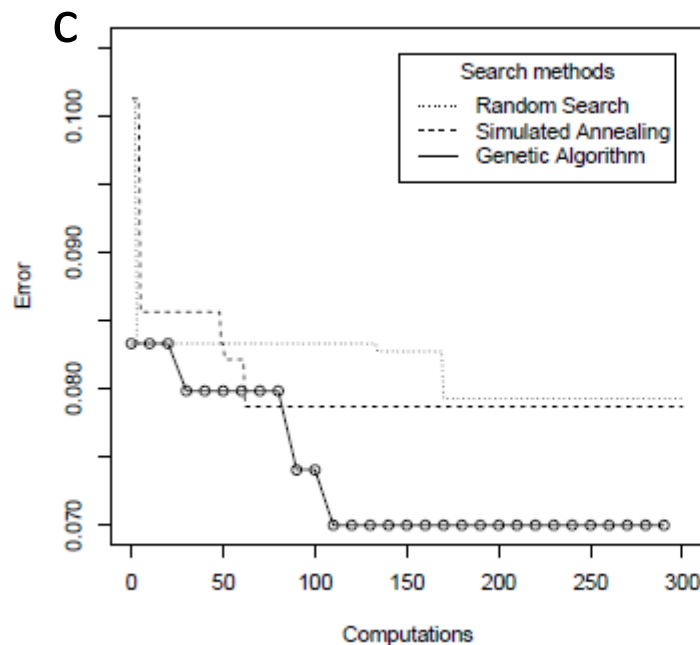 C
Search methods
Random Search
Simulated Annealing
Genetic Algorithm
0.100
0.090
0.080
0.070
Error
0 50 100 150 200 250 300
Computations